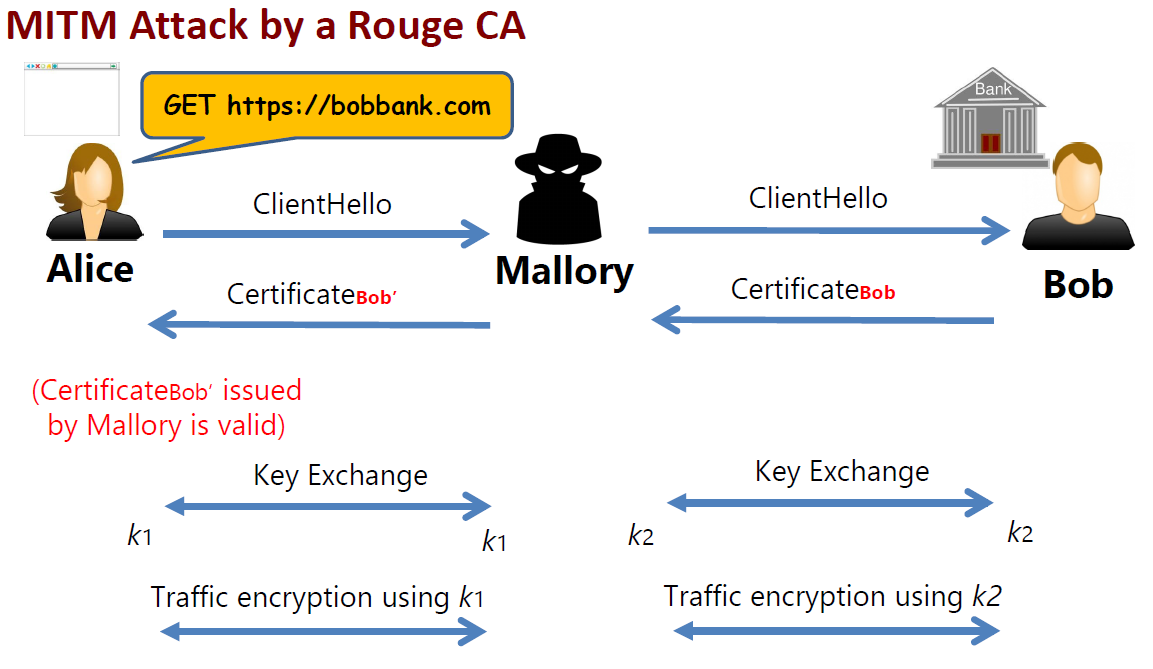 MITM Attack by a Rouge CA
GET https://bobbank.com
Bank
ClientHello
ClientHello
Alice
Mallory
Bob
CertificateBob’
CertificateBob
(CertificateBob’ issued
by Mallory is valid)
Key Exchange
Key Exchange
k1
k1
k2
k2
Traffic encryption using k1
Traffic encryption using k2